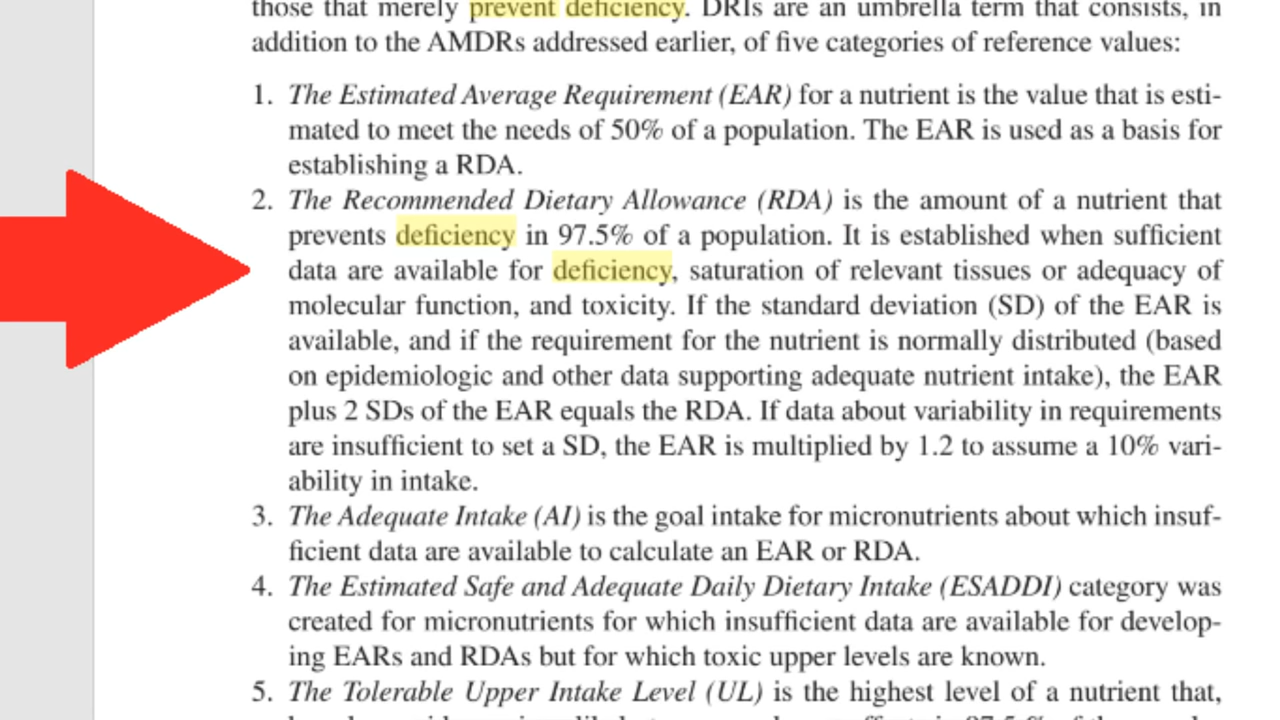 those that merely prevent deficiency. DRIs are an umbrella term that consists, in
addition to the AMDRs addressed earlier, of five categories of reference values:
1. The Estimated Average Requirement (EAR) for a nutrient is the value that is esti-
mated to meet the needs of 50% of a population. The EAR is used as a basis for
establishing a RDA.
2. The Recommended Dietary Allowance (RDA) is the amount of a nutrient that
prevents deficiency in 97.5% of a population. It is established when sufficient
data are available for deficiency, saturation of relevant tissues or adequacy of
molecular function, and toxicity. If the standard deviation (SD) of the EAR is
available, and if the requirement for the nutrient is normally distributed (based
on epidemiologic and other data supporting adequate nutrient intake), the EAR
plus 2 SDs of the EAR equals the RDA. If data about variability in requirements
are insufficient to set a SD, the EAR is multiplied by 1.2 to assume a 10% vari-
ability in intake.
3. The Adequate Intake (AI) is the goal intake for micronutrients about which insuf-
ficient data are available to calculate an EAR or RDA.
4. The Estimated Safe and Adequate Daily Dietary Intake (ESADDI) category was
created for micronutrients for which insufficient data are available for develop-
ing EARs and RDAs but for which toxic upper levels are known.
5. The Tolerable Upper Intake Level (UL) is the highest level of a nutrient that,